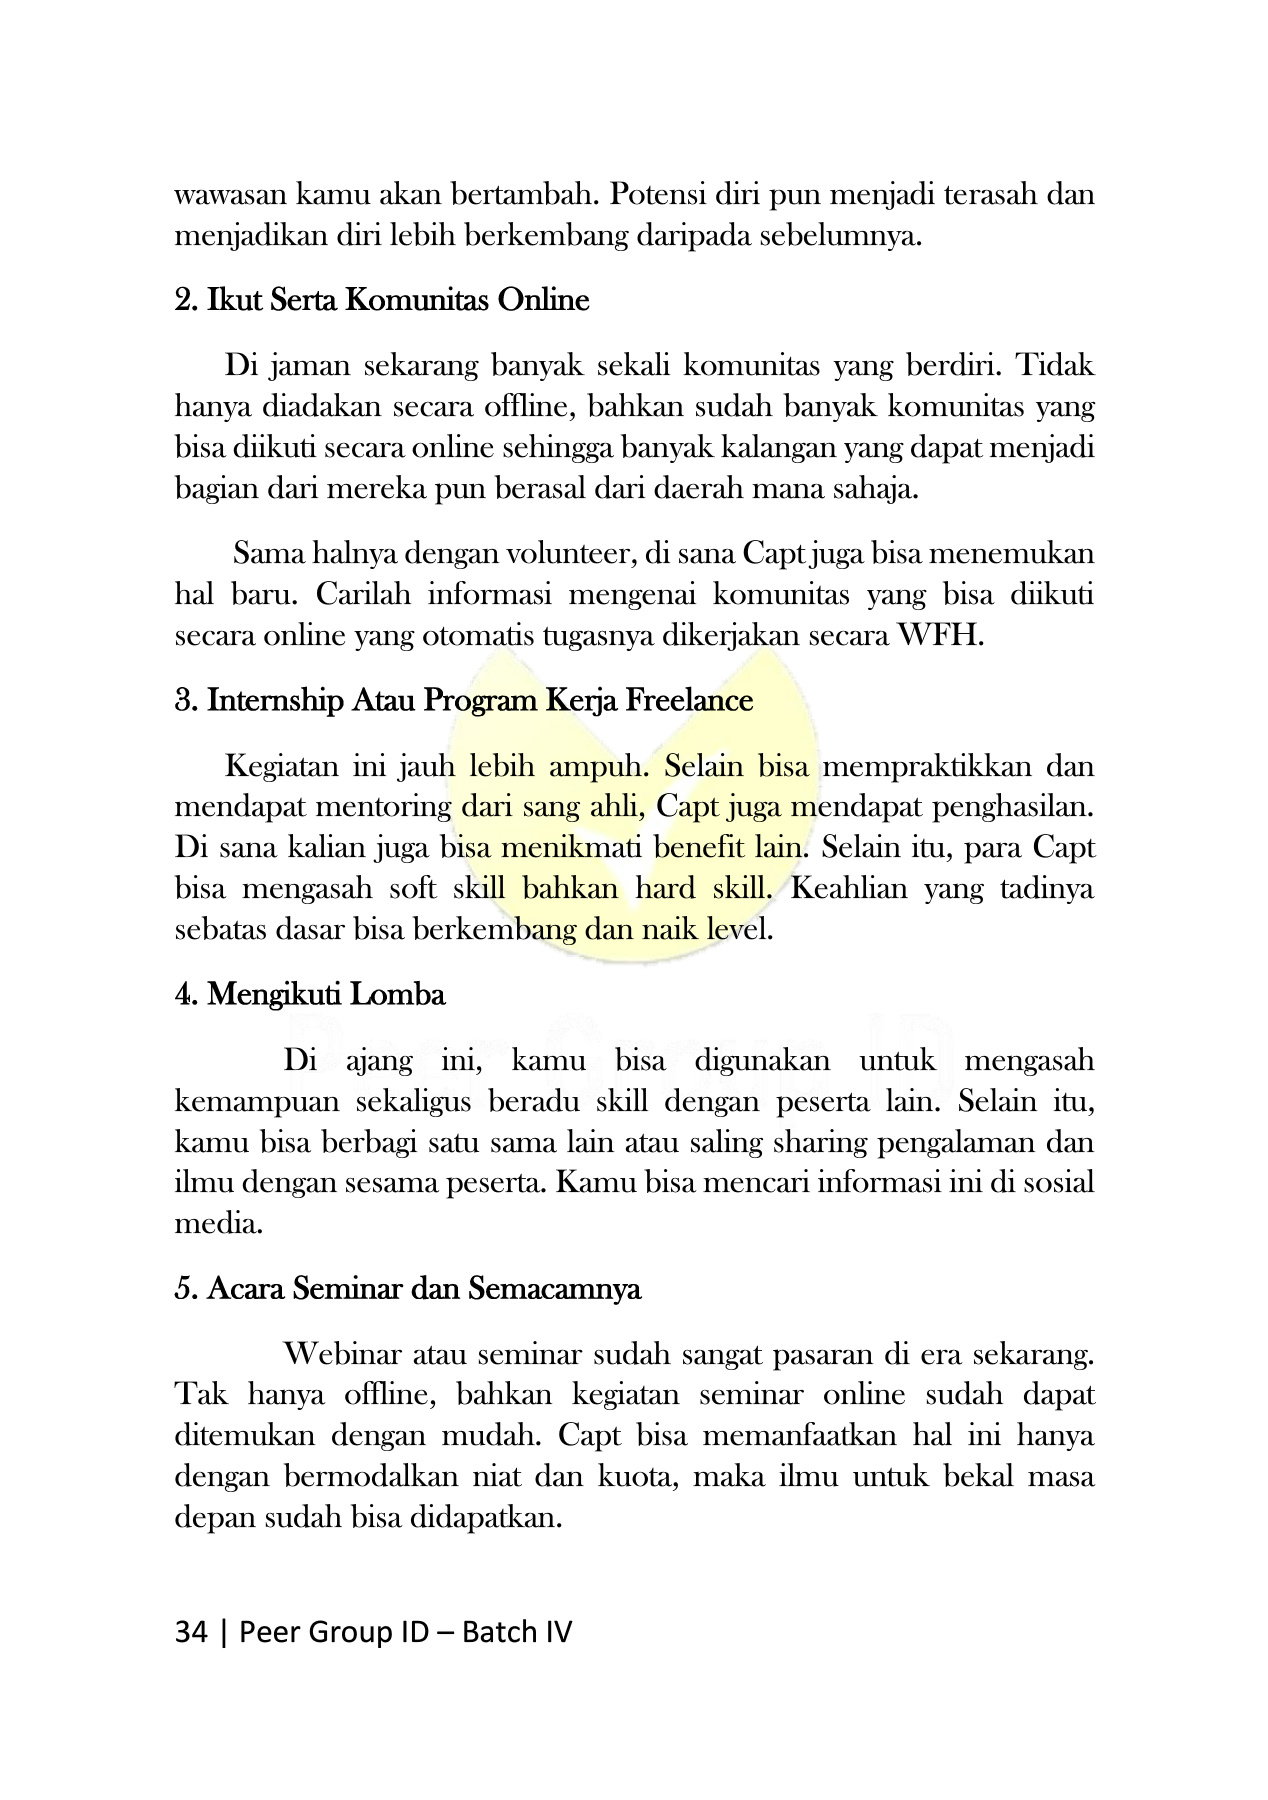 wawasan kamu akan bertambah. Potensi diri pun menjadi terasah dan
menjadikan diri lebih berkembang daripada sebelumnya.
2. Ikut Serta Komunitas Online
Di jaman sekarang banyak sekali komunitas yang berdiri. Tidak
hanya diadakan secara offline, bahkan sudah banyak komunitas yang
bisa diikuti secara online sehingga banyak kalangan yang dapat menjadi
bagian dari mereka pun berasal dari daerah mana sahaja.
Sama halnya dengan volunteer, di sana Capt juga bisa menemukan
hal baru. Carilah informasi mengenai komunitas yang bisa diikuti
secara online yang otomatis tugasnya dikerjakan secara WFH.
3. Internship Atau Program Kerja Freelance
Kegiatan ini jauh lebih ampuh. Selain bisa mempraktikkan dan
mendapat mentoring dari sang ahli, Capt juga mendapat penghasilan.
Di sana kalian juga bisa menikmati benefit lain. Selain itu, para Capt
bisa mengasah soft skill bahkan hard skill. Keahlian yang tadinya
sebatas dasar bisa berkembang dan naik level.
4. Mengikuti Lomba
Di ajang ini, kamu bisa digunakan untuk mengasah
kemampuan sekaligus beradu skill dengan peserta lain. Selain itu,
kamu bisa berbagi satu sama lain atau saling sharing pengalaman dan
ilmu dengan sesama peserta. Kamu bisa mencari informasi ini di sosial
media.
5. Acara Seminar dan Semacamnya
Webinar atau seminar sudah sangat pasaran di era sekarang.
Tak hanya offline, bahkan kegiatan seminar online sudah dapat
ditemukan dengan mudah. Capt bisa memanfaatkan hal ini hanya
dengan bermodalkan niat dan kuota, maka ilmu untuk bekal masa
depan sudah bisa didapatkan.
34 | Peer Group ID – Batch IV